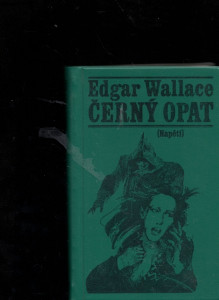 Edgar Wallace
ČERNÝ OPAT
(Napětí)